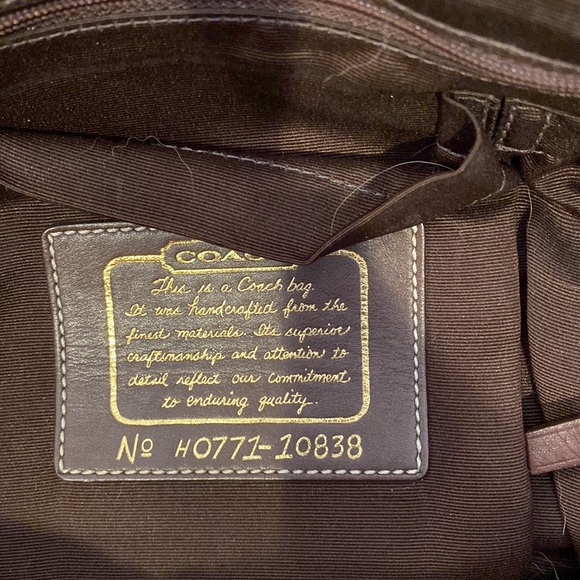 COAC
This is a Coach bag.
It was handcrafted from the
finest materials. Its superior
craftsmanship and attention to
detail reflect our commitment
to enduring quality.
No H0771-10838